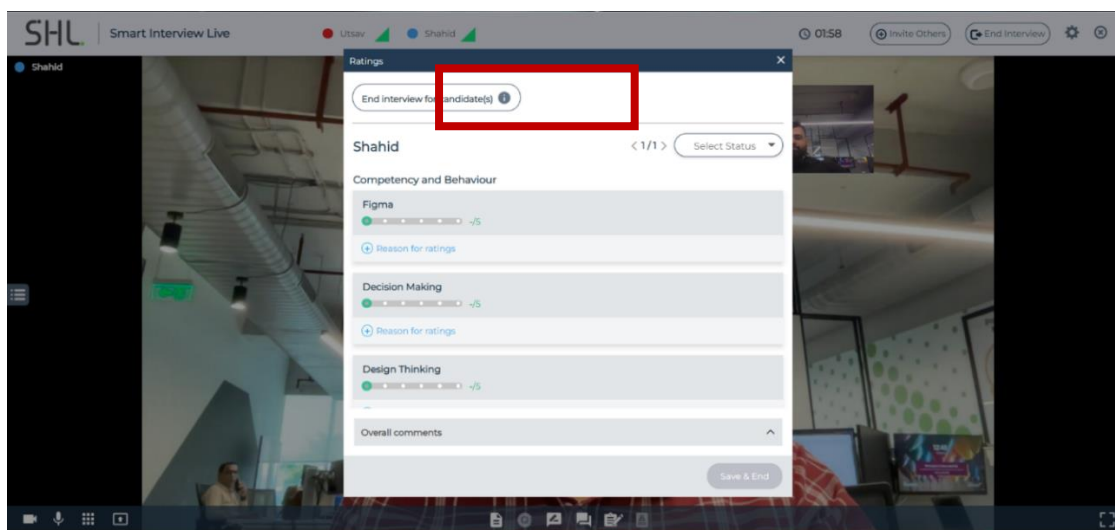 SHL. Smart Interview Live Utsav Shahid 01:58 Invite Others End Interview
Shahid
Ratings
End interview for candidate(s)
Shahid <1/1> Select Status
Competency and Behaviour
Figma
-/5
Reason for ratings
Decision Making
-/5
Reason for ratings
Design Thinking
-/5
Overall comments
Save & End